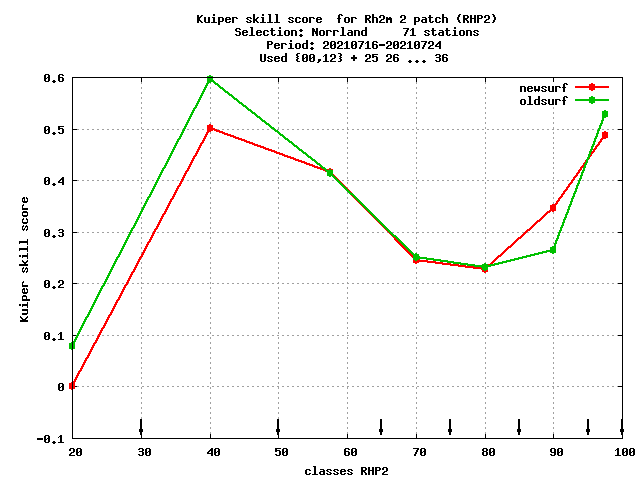 Kuiper skill score  for Rh2m 2 patch (RHP2)
Selection: Norrland     71 stations
Period: 20210716-20210724
Used {00,12} + 25 26 ... 36
newsurf
oldsurf
0.6
0.5
0.4
0.3
0.2
0.1
0
-0.1
Kuiper skill score
20 30 40 50 60 70 80 90 100
classes RHP2